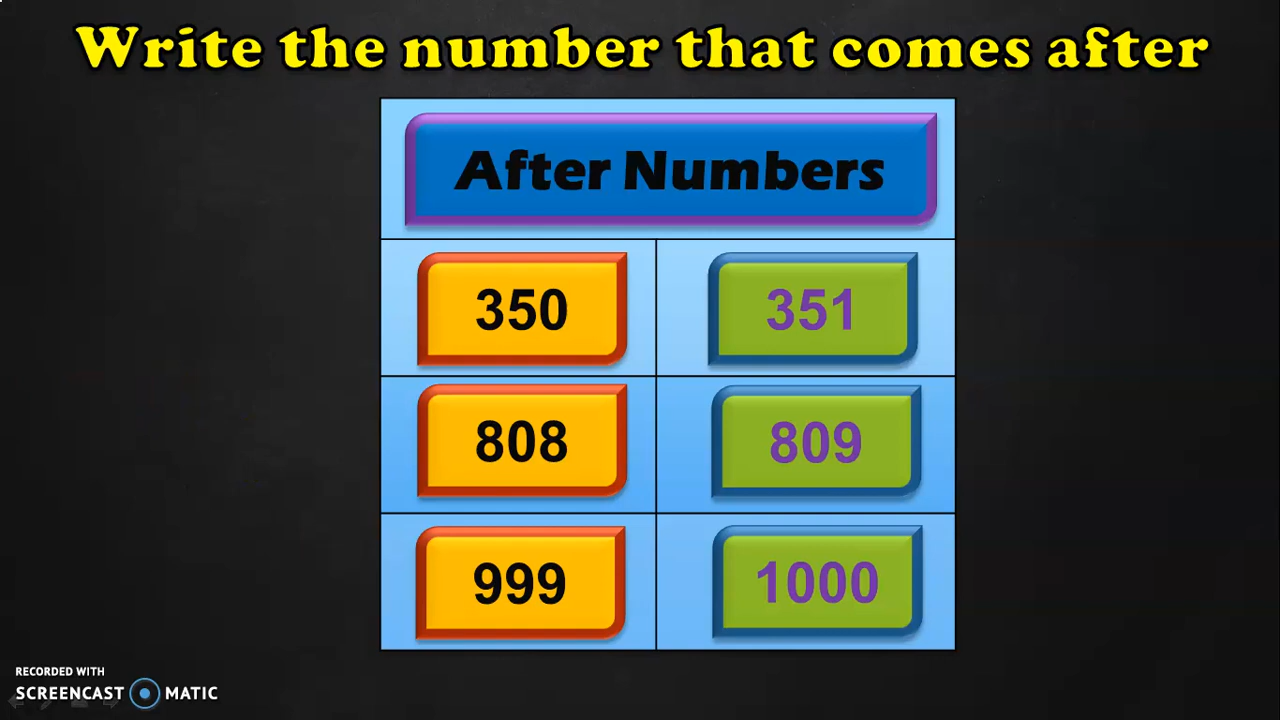 Write the number that comes after
After Numbers
350 351
808 809
999 1000
RECORDED WITH
SCREENCAST MATIC